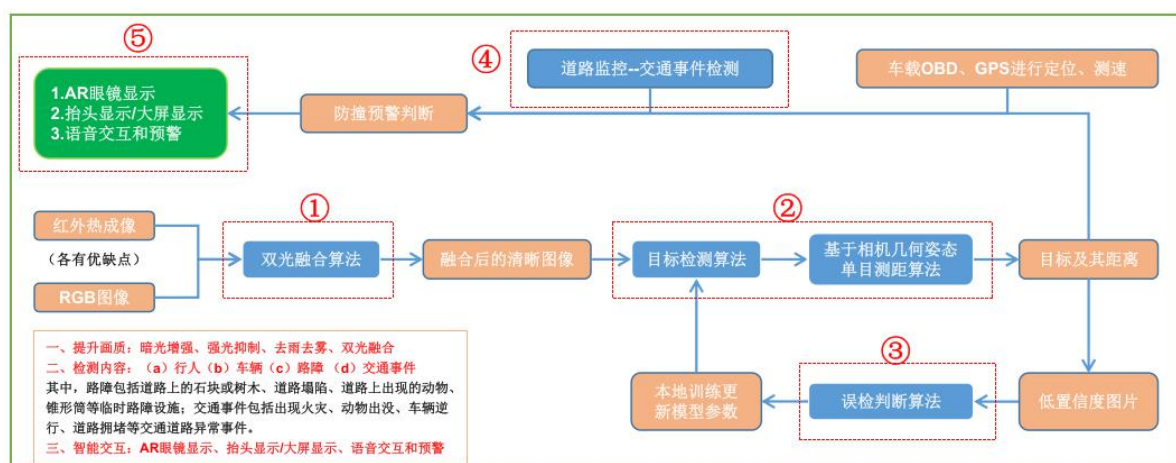 ⑤
④
道路监控--交通事件检测
车载OBD、GPS进行定位、测速
1.AR眼镜显示
2.抬头显示/大屏显示
3.语音交互和预警
防撞预警判断
①
②
红外热成像
(各有优缺点)
RGB图像
双光融合算法
融合后的清晰图像
目标检测算法
基于相机几何姿态
单目测距算法
目标及其距离
③
本地训练更
新模型参数
误检判断算法
低置信度图片
一、提升画质：暗光增强、强光抑制、去雨去雾、双光融合
二、检测内容：（a）行人（b）车辆（c）路障（d）交通事件
其中，路障包括道路上的石块或树木、道路塌陷、道路上出现的动物、
锥形筒等临时路障设施；交通事件包括出现火灾、动物出没、车辆逆
行、道路拥堵等交通道路异常事件。
三、智能交互：AR眼镜显示、抬头显示/大屏显示、语音交互和预警